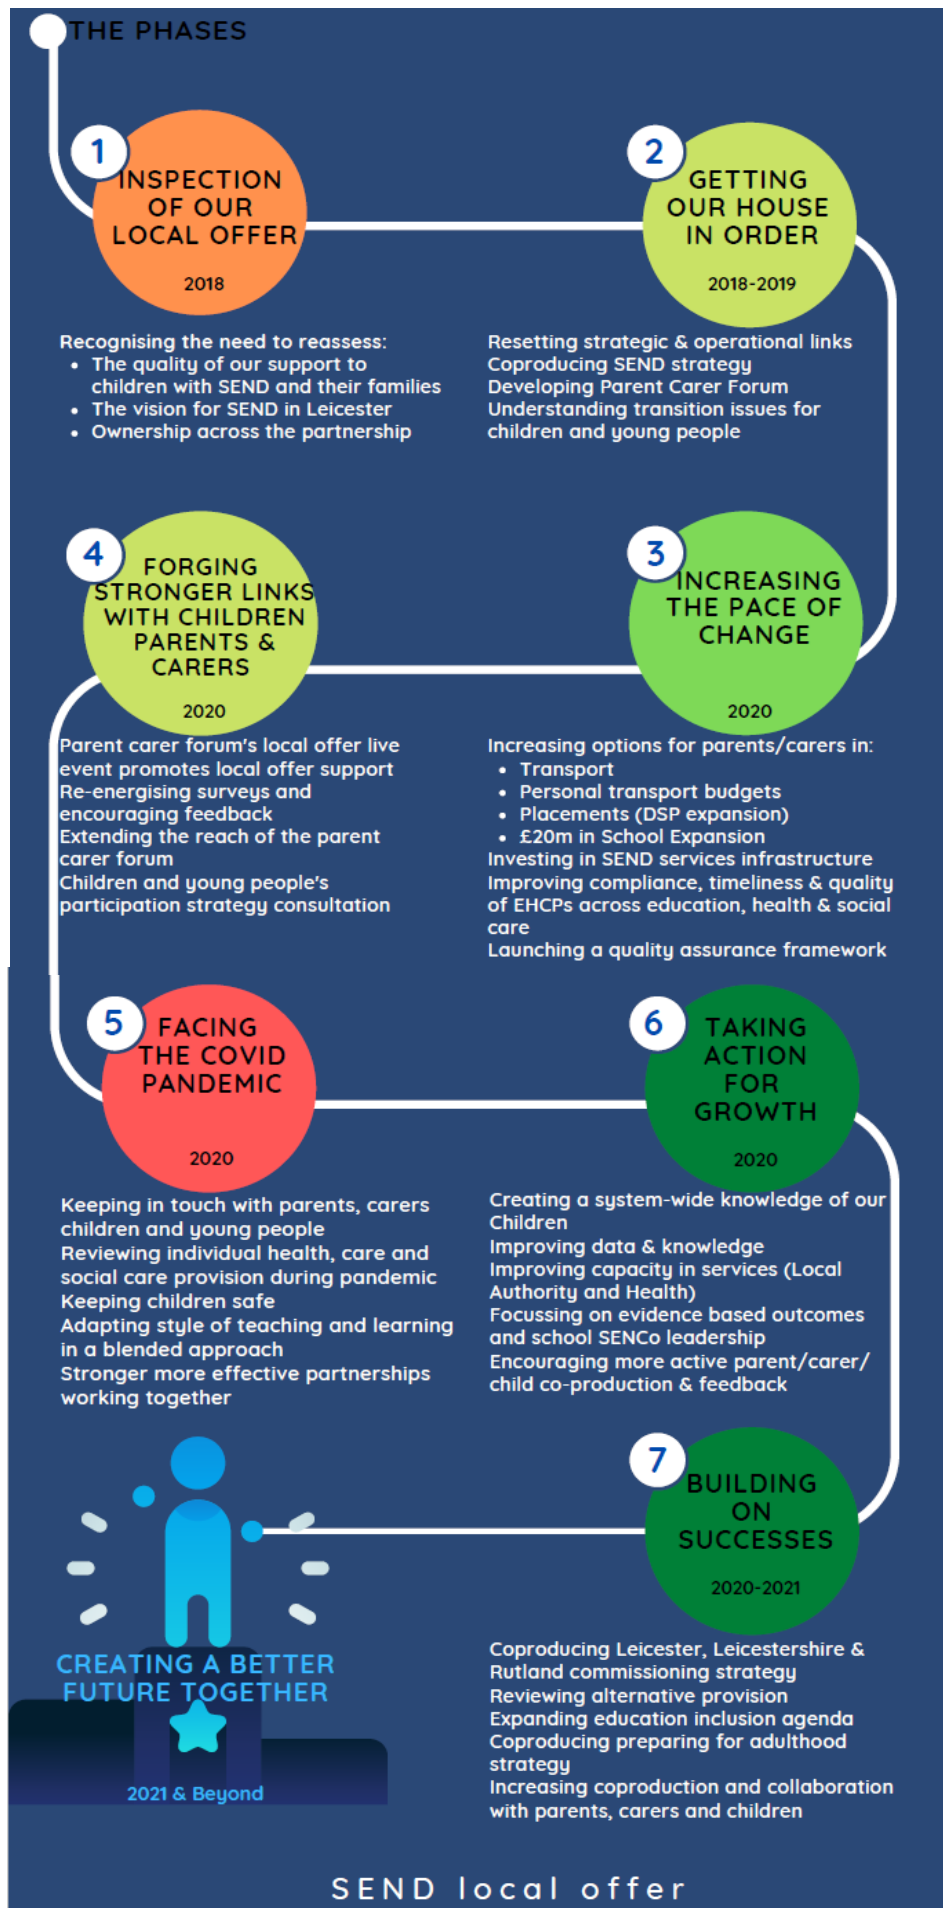 THE PHASES
1
INSPECTION
OF OUR
LOCAL OFFER
2018
Recognising the need to reassess:
• The quality of our support to
children with SEND and their families
• The vision for SEND in Leicester
• Ownership across the partnership
2
GETTING
OUR HOUSE
IN ORDER
2018-2019
Resetting strategic & operational links
Coproducing SEND strategy
Developing Parent Carer Forum
Understanding transition issues for
children and young people
3
INCREASING
THE PACE OF
CHANGE
2020
Increasing options for parents/carers in:
• Transport
• Personal transport budgets
• Placements (DSP expansion)
• £20m in School Expansion
Investing in SEND services infrastructure
Improving compliance, timeliness & quality
of EHCPs across education, health & social
care
Launching a quality assurance framework
4
FORGING
STRONGER LINKS
WITH CHILDREN
PARENTS &
CARERS
2020
Parent carer forum's local offer live
event promotes local offer support
Re-energising surveys and
encouraging feedback
Extending the reach of the parent
carer forum
Children and young people's
participation strategy consultation
5
FACING
THE COVID
PANDEMIC
2020
Keeping in touch with parents, carers
children and young people
Reviewing individual health, care and
social care provision during pandemic
Keeping children safe
Adapting style of teaching and learning
in a blended approach
Stronger more effective partnerships
working together
6
TAKING
ACTION
FOR
GROWTH
2020
Creating a system-wide knowledge of our
Children
Improving data & knowledge
Improving capacity in services (Local
Authority and Health)
Focussing on evidence based outcomes
and school SENCo leadership
Encouraging more active parent/carer/
child co-production & feedback
7
BUILDING
ON
SUCCESSES
2020-2021
Coproducing Leicester, Leicestershire &
Rutland commissioning strategy
Reviewing alternative provision
Expanding education inclusion agenda
Coproducing preparing for adulthood
strategy
Increasing coproduction and collaboration
with parents, carers and children
CREATING A BETTER
FUTURE TOGETHER
2021 & Beyond
SEND local offer